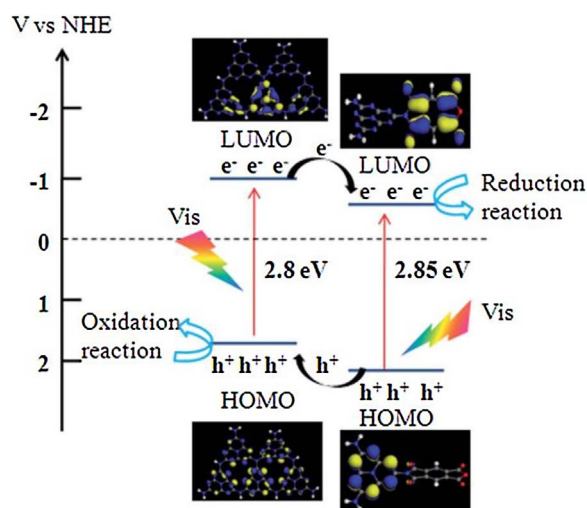 V vs NHE
-2
-1
0
1
2
LUMO
e- e- e-
e-
LUMO
e- e- e-
Reduction
reaction
Vis
2.8 eV
2.85 eV
Vis
Oxidation
reaction
h+ h+ h+
h+
HOMO
h+ h+ h+
HOMO